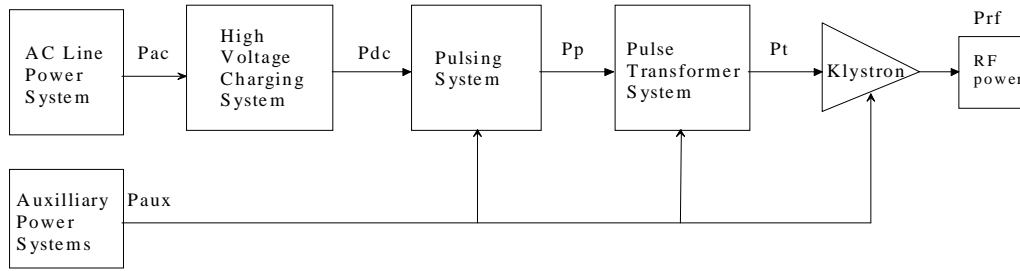 AC Line
Power
System
Pac
High
Voltage
Charging
System
Pdc
Pulsing
System
Pp
Pulse
Transformer
System
Pt
Klystron
Prf
RF
power
Auxilliary
Power
Systems
Paux